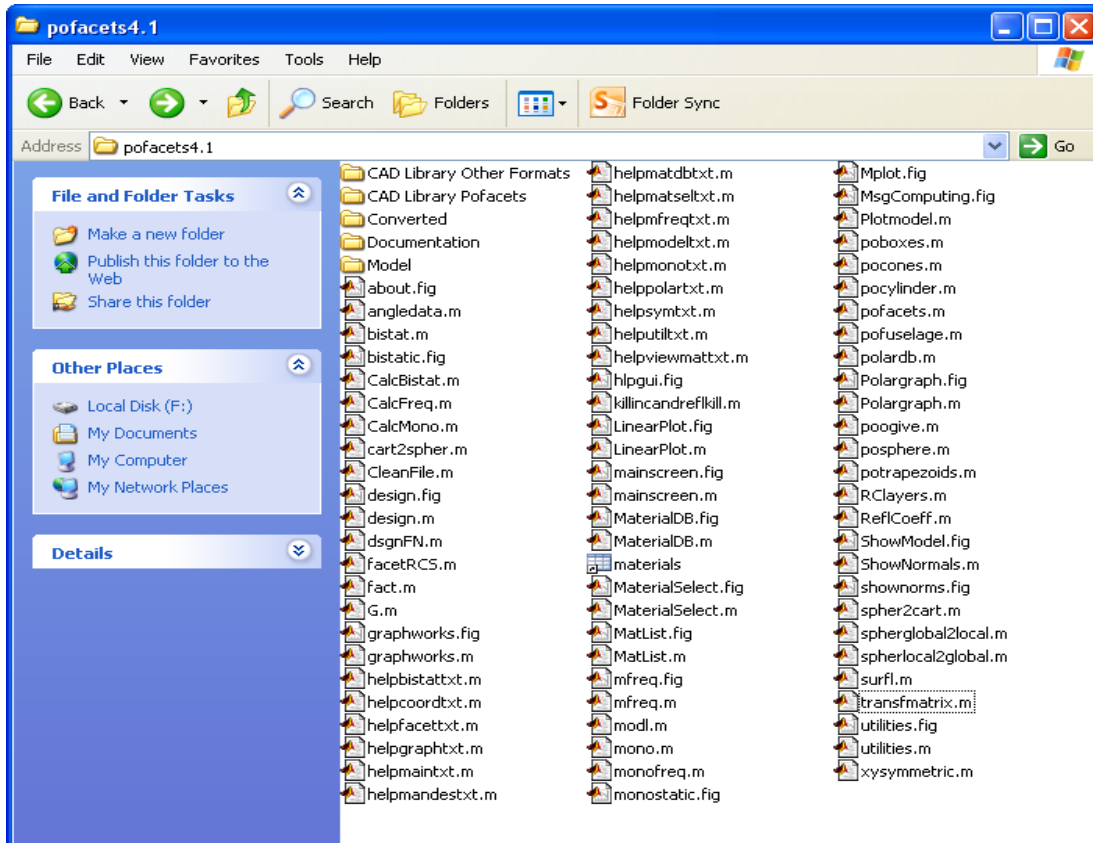 pofacets4.1
File Edit View Favorites Tools Help
Back Search Folders Folder Sync
Address pofacets4.1 Go
File and Folder Tasks
Make a new folder
Publish this folder to the
Web
Share this folder
Other Places
Local Disk (F:)
My Documents
My Computer
My Network Places
Details
CAD Library Other Formats
CAD Library Pofacets
Converted
Documentation
Model
about.fig
angledata.m
bistat.m
bistatic.fig
CalcBistat.m
CalcFreq.m
CalcMono.m
cart2spher.m
CleanFile.m
design.fig
design.m
dsgnFN.m
facetRCS.m
fact.m
G.m
graphworks.fig
graphworks.m
helpbistattxt.m
helpcoordtxt.m
helpfacettxt.m
helpgraphtxt.m
helpmaintxt.m
helpmandestxt.m
helpmatdbtxt.m
helpmatseltxt.m
helpmfreqtxt.m
helpmodeltxt.m
helpmonotxt.m
helppolartxt.m
helpsymtxt.m
helputiltxt.m
helpviewmattxt.m
hlpgui.fig
killincandreflkill.m
LinearPlot.fig
LinearPlot.m
mainscreen.fig
mainscreen.m
MaterialDB.fig
MaterialDB.m
materials
MaterialSelect.fig
MaterialSelect.m
MatList.fig
MatList.m
mfreq.fig
mfreq.m
modl.m
mono.m
monofreq.m
monostatic.fig
Mplot.fig
MsgComputing.fig
Plotmodel.m
poboxes.m
pocones.m
pocylinder.m
pofacets.m
pofuselage.m
polardb.m
Polargraph.fig
Polargraph.m
poogive.m
posphere.m
potrapezoids.m
RClayers.m
ReflCoeff.m
ShowModel.fig
ShowNormals.m
shownorms.fig
spher2cart.m
spherglobal2local.m
spherlocal2global.m
surfl.m
transfmatrix.m
utilities.fig
utilities.m
xysymmetric.m